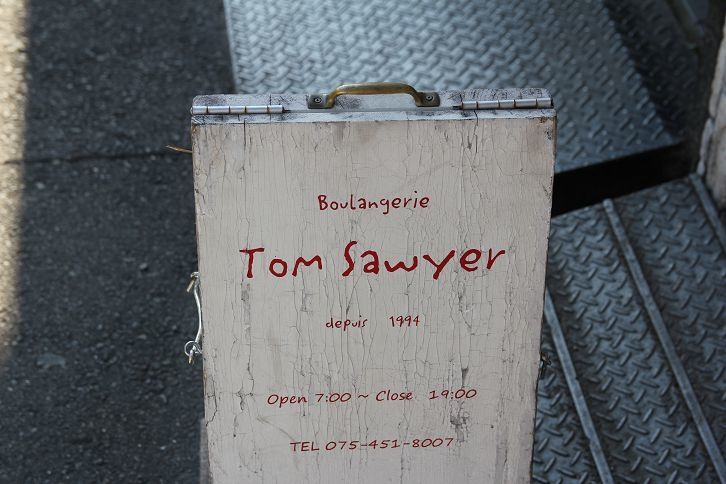 Boulangerie
Tom Sawyer
depuis 1994
Open 7:00 ~ Close 19:00
TEL 075-451-8007